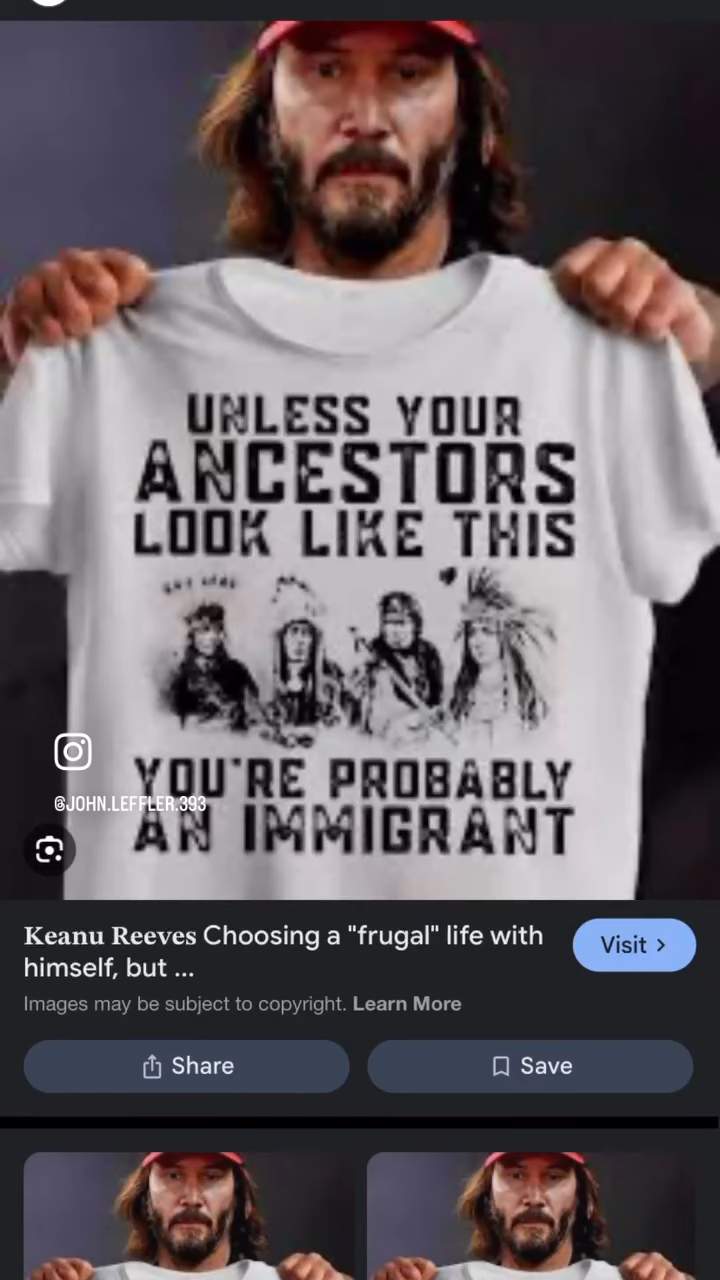 UNLESS YOUR
ANCESTORS
LOOK LIKE THIS
YOU'RE PROBABLY
@JOHN.LEFFLER.393
AN IMMIGRANT
Keanu Reeves Choosing a "frugal" life with
himself, but ...
Visit >
Images may be subject to copyright. Learn More
Share
Save